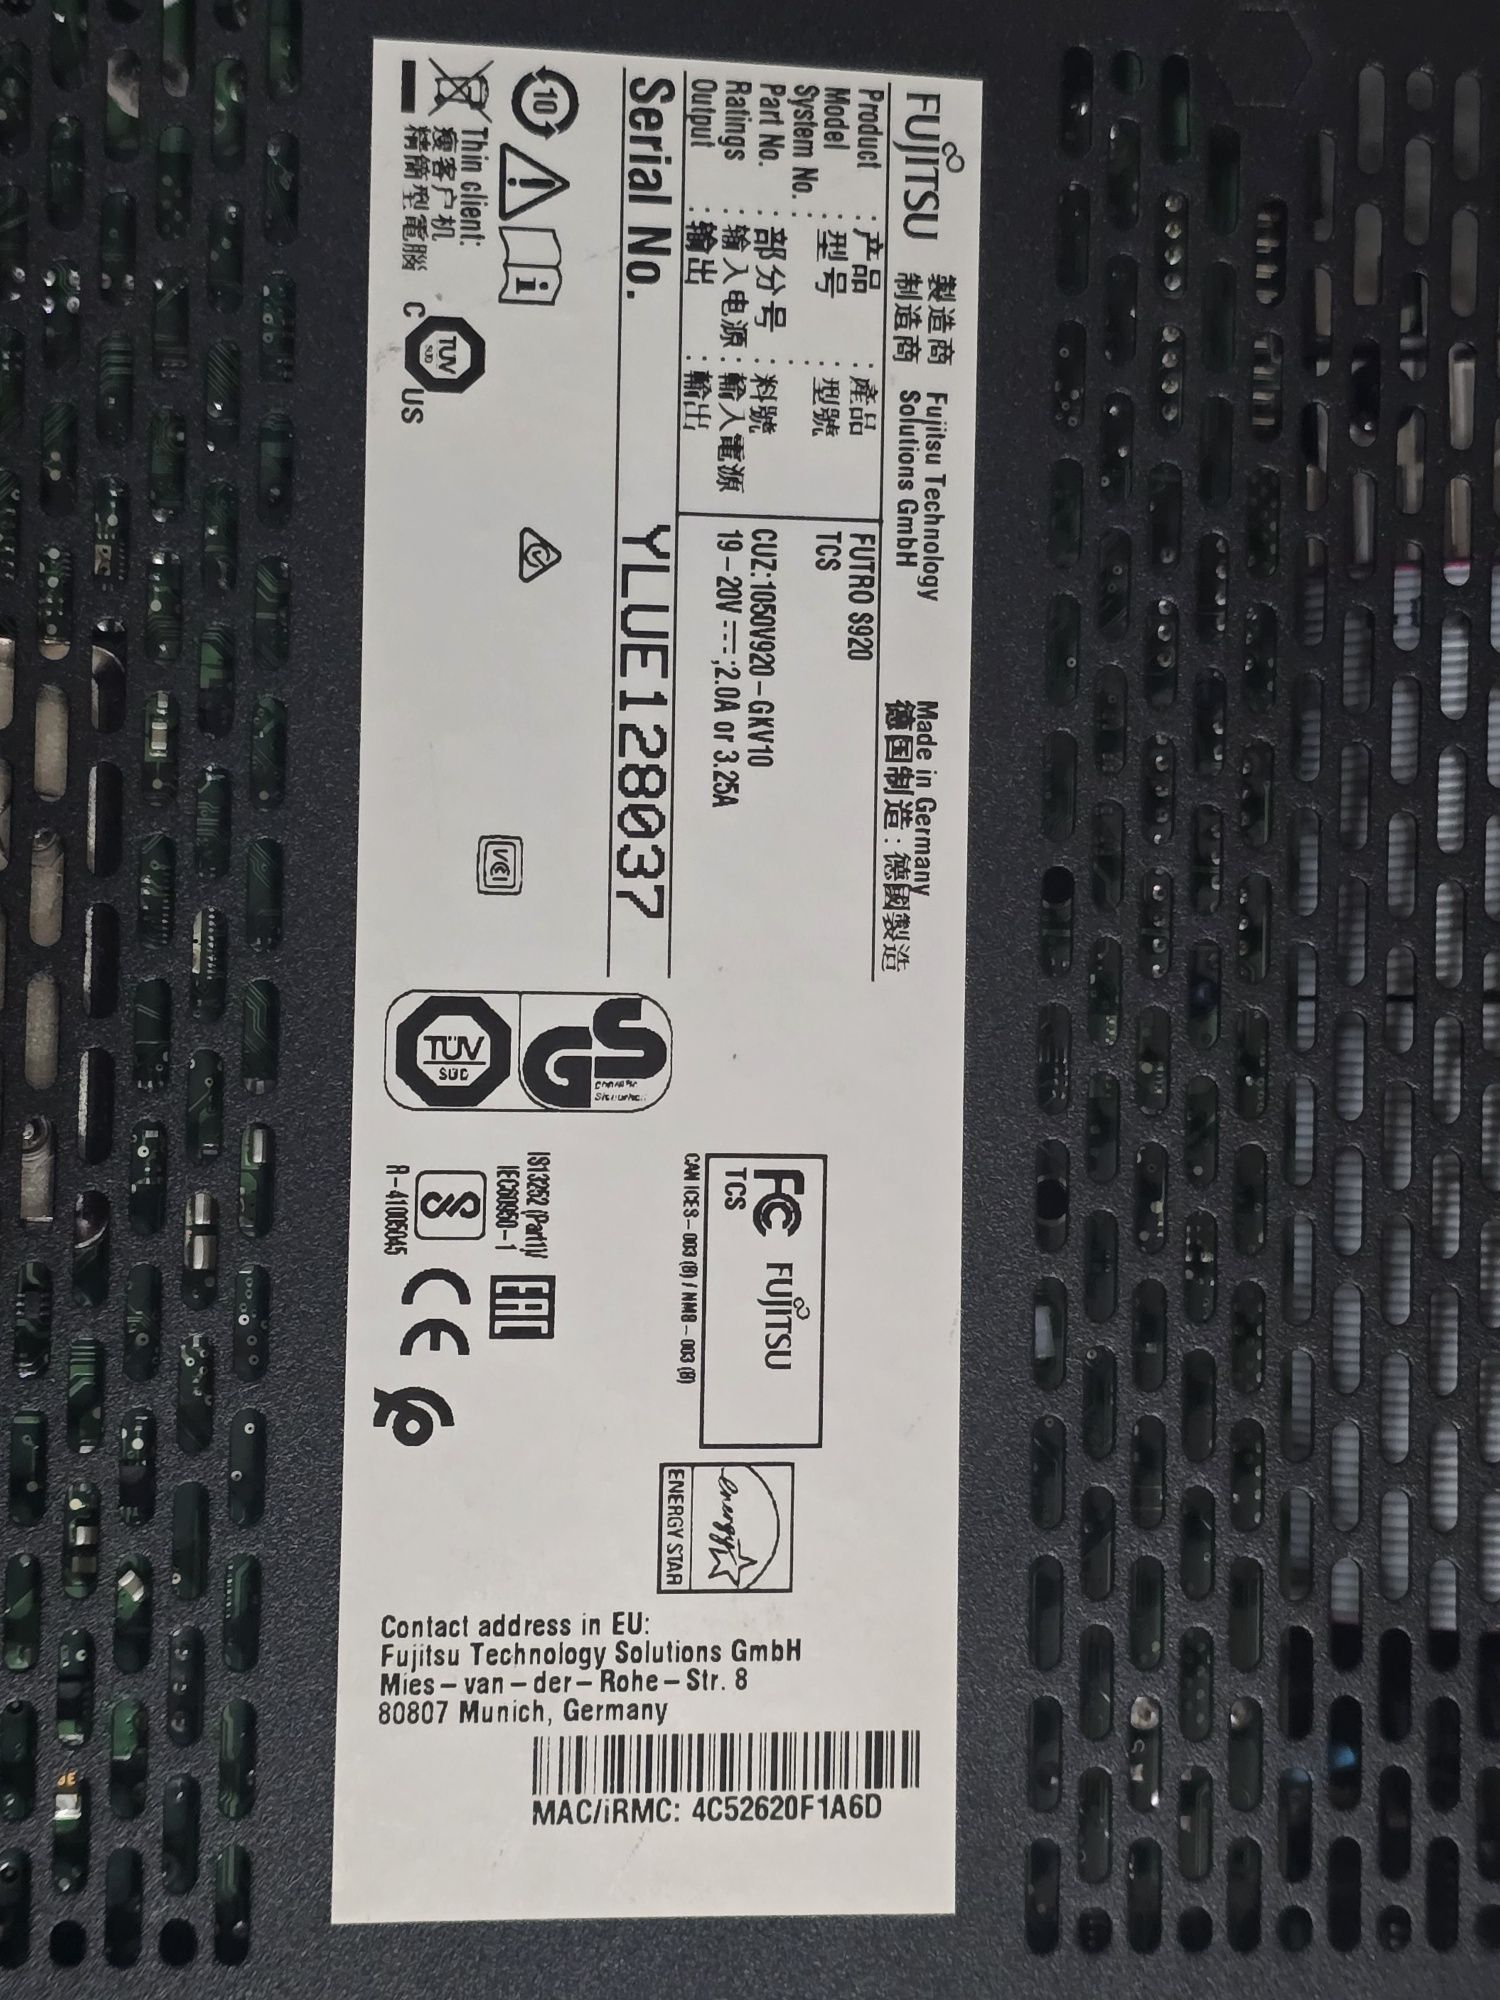 FUJITSU 製造商 Fujitsu Technology Made in Germany
制造商 Solutions GmbH 德国制造 : 德國製造
Product : 产品 : 產品 FUTRO S920
Model : 型号 : 型號 TCS
System No. : :
Part No. : 部分号 : 料號 CUZ:1050V920-GKV10
Ratings : 输入电源 : 輸入電源 19-20V ⎓;2.0A or 3.25A
Output : 输出 : 輸出
Serial No. YLUE128037
10
i
Thin client:
瘦客户机
精簡型電腦
C TÜV SÜD US
VCI
TÜV
SÜD
GS
FC FUJITSU
TCS
CAN ICES-003 (B) / NMB-003 (B)
IS13252 (Part1)/
IEC60950-1
R-41005045
EAC
CE
energy
ENERGY STAR
Contact address in EU:
Fujitsu Technology Solutions GmbH
Mies-van-der-Rohe-Str. 8
80807 Munich, Germany
MAC/iRMC: 4C52620F1A6D